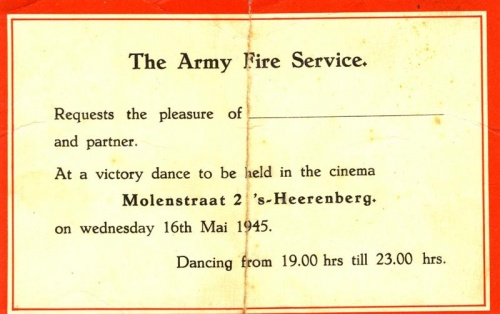 The Army Fire Service.
Requests the pleasure of
and partner.
At a victory dance to be held in the cinema
Molenstraat 2 's-Heerenberg.
on wednesday 16th Mai 1945.
Dancing from 19.00 hrs till 23.00 hrs.